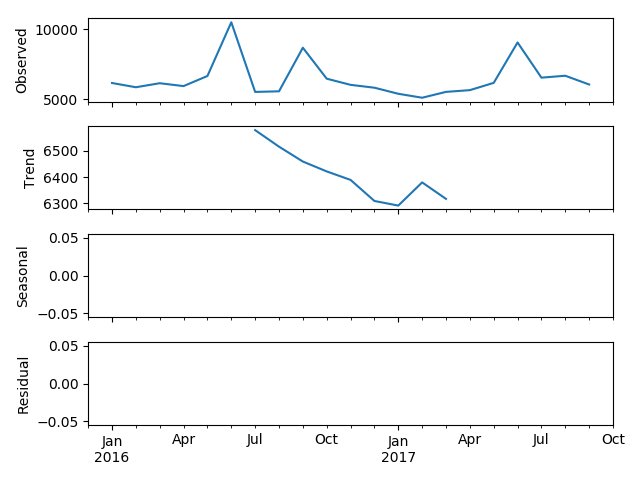 10000
5000
Observed
6500
6400
6300
Trend
0.05
0.00
−0.05
Seasonal
0.05
0.00
−0.05
Residual
Jan Apr Jul Oct Jan Apr Jul Oct
2016 2017